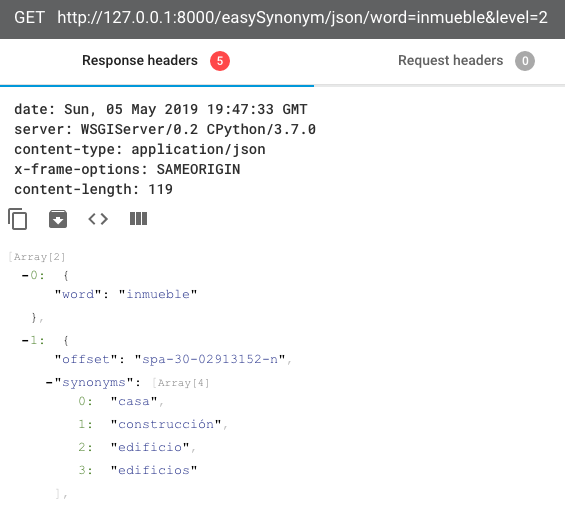 GET http://127.0.0.1:8000/easySynonym/json/word=inmueble&level=2
Response headers 5 Request headers 0
date: Sun, 05 May 2019 19:47:33 GMT
server: WSGIServer/0.2 CPython/3.7.0
content-type: application/json
x-frame-options: SAMEORIGIN
content-length: 119
[Array[2]
-0: {
"word": "inmueble"
},
-1: {
"offset": "spa-30-02913152-n",
-"synonyms": [Array[4]
0: "casa",
1: "construcción",
2: "edificio",
3: "edificios"
],